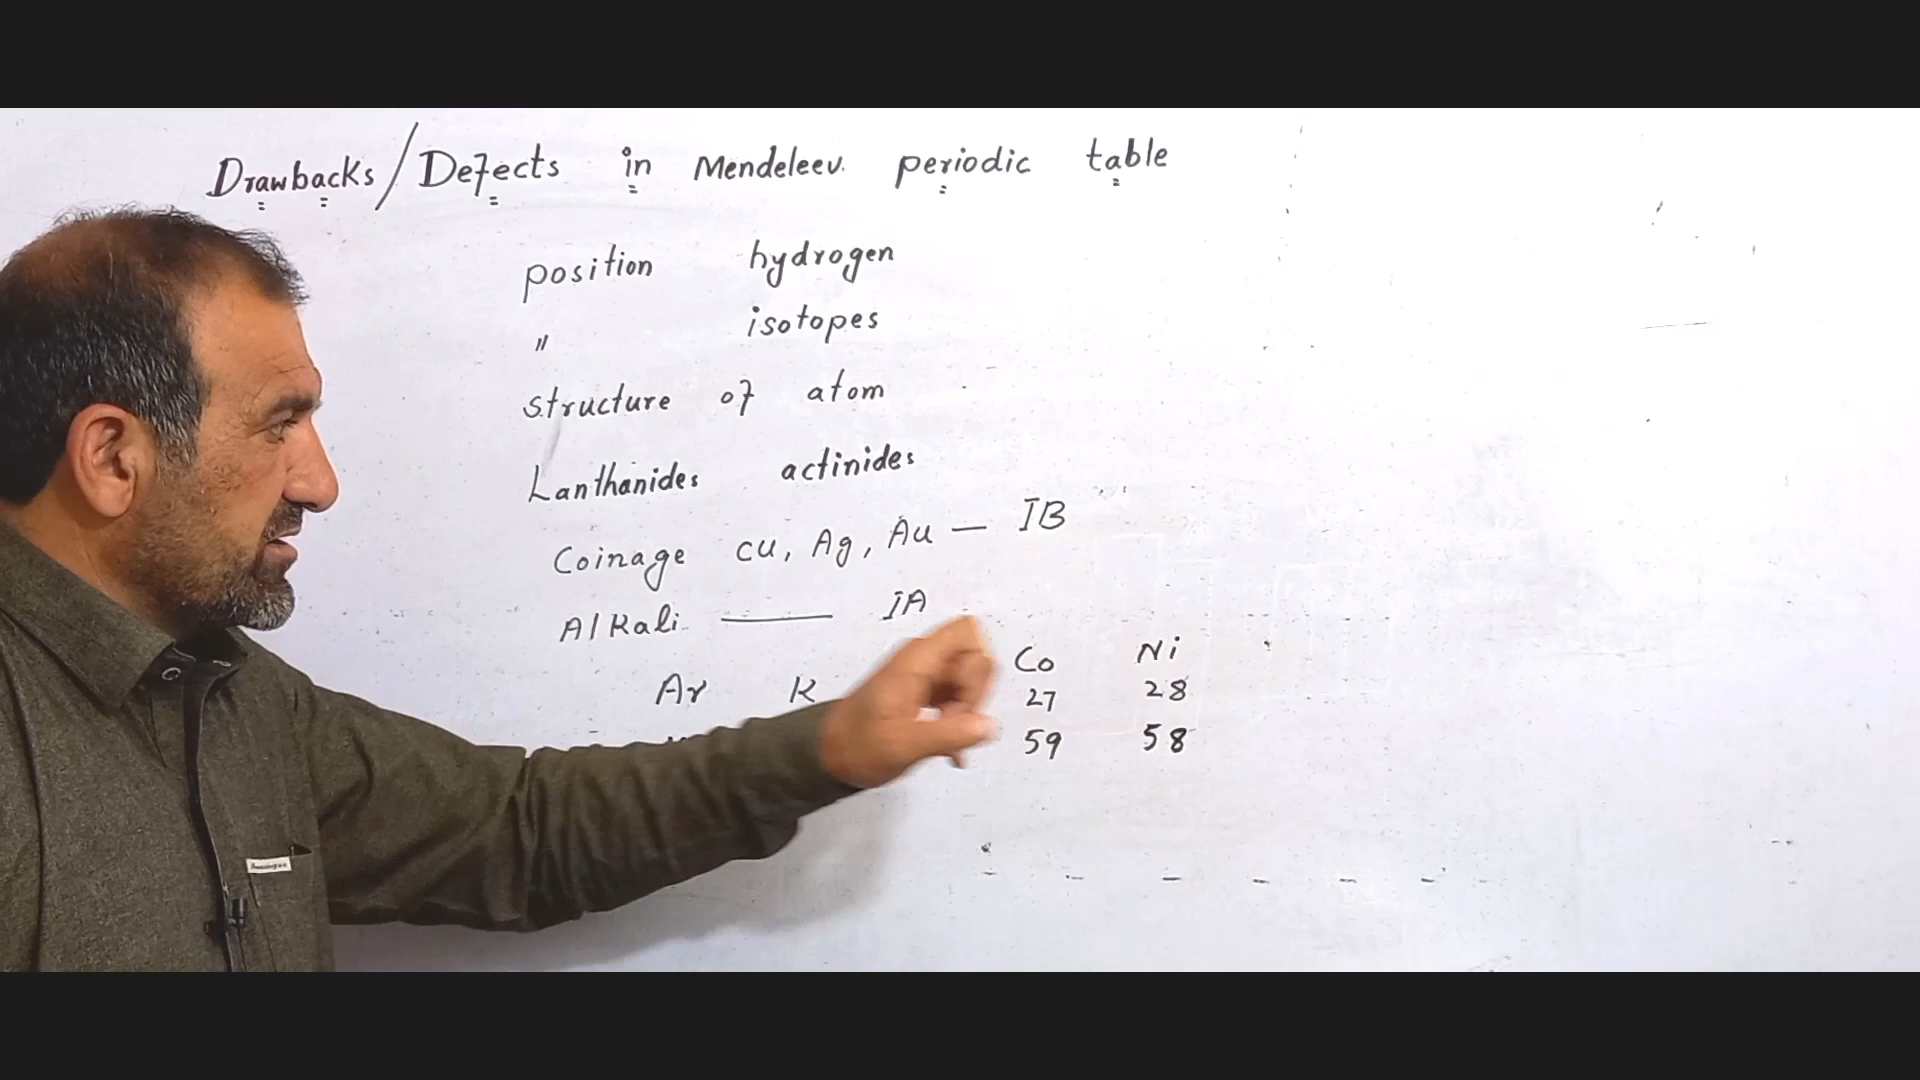 Drawbacks/Defects in Mendeleev. periodic table
position hydrogen
" isotopes
structure of atom
Lanthanides actinides
Coinage cu, Ag, Au — IB
Alkali — IA
Ar K Co Ni
27 28
59 58